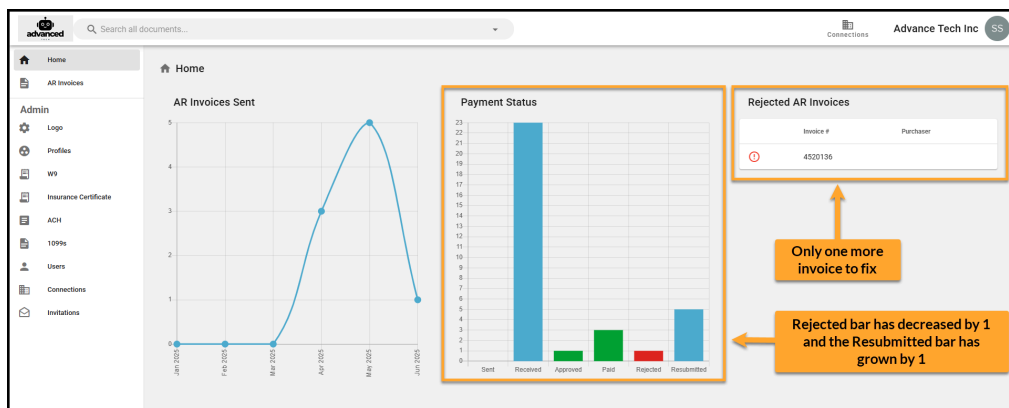 advanced
Search all documents...
Connections
Advance Tech Inc
SS
Home
AR Invoices
Admin
Logo
Profiles
W9
Insurance Certificate
ACH
1099s
Users
Connections
Invitations
Home
AR Invoices Sent
5
4
3
2
1
0
Jan 2025
Feb 2025
Mar 2025
Apr 2025
May 2025
Jun 2025
Payment Status
23
22
21
20
19
18
17
16
15
14
13
12
11
10
9
8
7
6
5
4
3
2
1
0
Sent
Received
Approved
Paid
Rejected
Resubmitted
Rejected AR Invoices
Invoice #
Purchaser
4520136
Only one more
invoice to fix
Rejected bar has decreased by 1
and the Resubmitted bar has
grown by 1